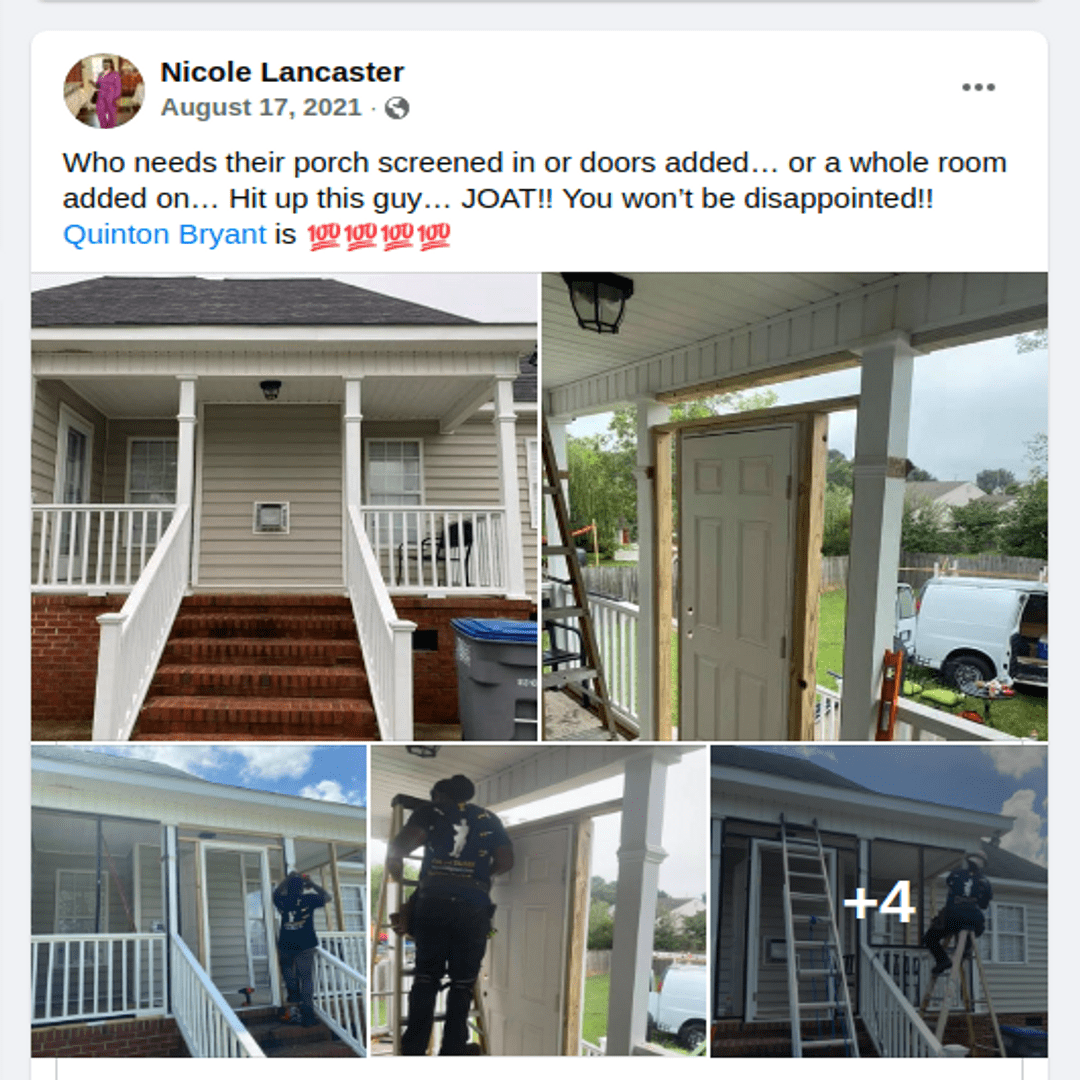 Nicole Lancaster
August 17, 2021 ·
Who needs their porch screened in or doors added… or a whole room
added on… Hit up this guy… JOAT!! You won’t be disappointed!!
Quinton Bryant is 💯💯💯💯
+4